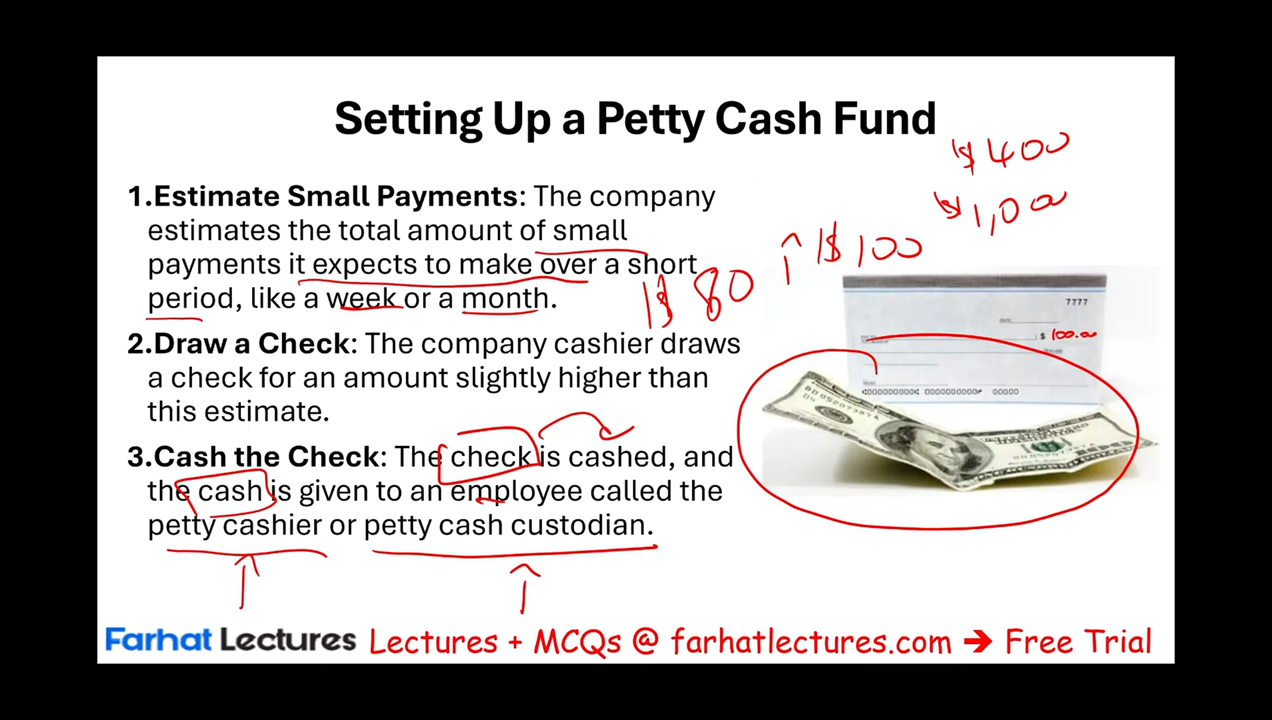 Setting Up a Petty Cash Fund
$400
$1,000
1.Estimate Small Payments: The company
estimates the total amount of small
$100
payments it expects to make over a short
$80
period, like a week or a month.
7777
$ 100.00
2.Draw a Check: The company cashier draws
a check for an amount slightly higher than
this estimate.
3.Cash the Check: The check is cashed, and
the cash is given to an employee called the
petty cashier or petty cash custodian.
Farhat Lectures Lectures + MCQs @ farhatlectures.com → Free Trial